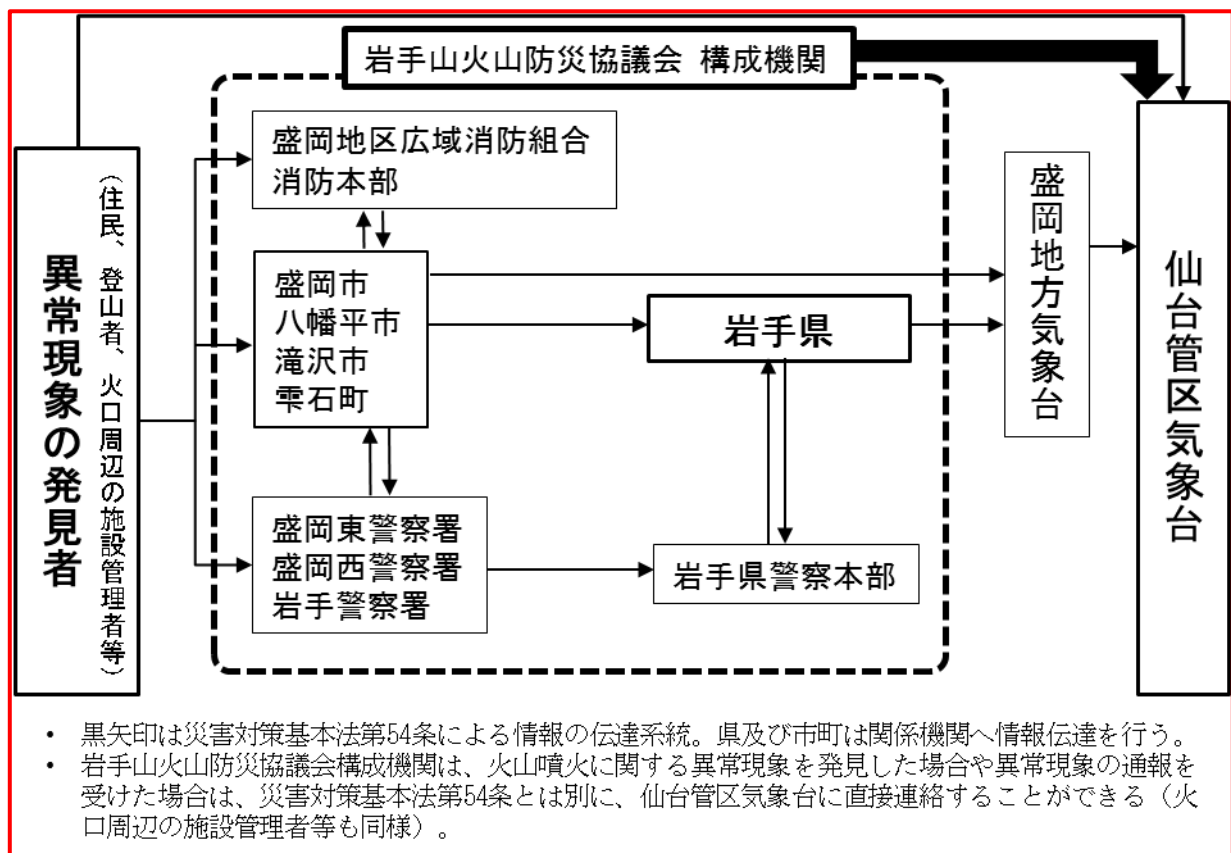 岩手山火山防災協議会 構成機関
異常現象の発見者
（住民、登山者、火口周辺の施設管理者等）
盛岡地区広域消防組合
消防本部
盛岡市
八幡平市
滝沢市
雫石町
盛岡東警察署
盛岡西警察署
岩手警察署
岩手県
岩手県警察本部
盛岡地方気象台
仙台管区気象台
• 黒矢印は災害対策基本法第54条による情報の伝達系統。県及び市町は関係機関へ情報伝達を行う。
• 岩手山火山防災協議会構成機関は、火山噴火に関する異常現象を発見した場合や異常現象の通報を
受けた場合は、災害対策基本法第54条とは別に、仙台管区気象台に直接連絡することができる（火
口周辺の施設管理者等も同様）。